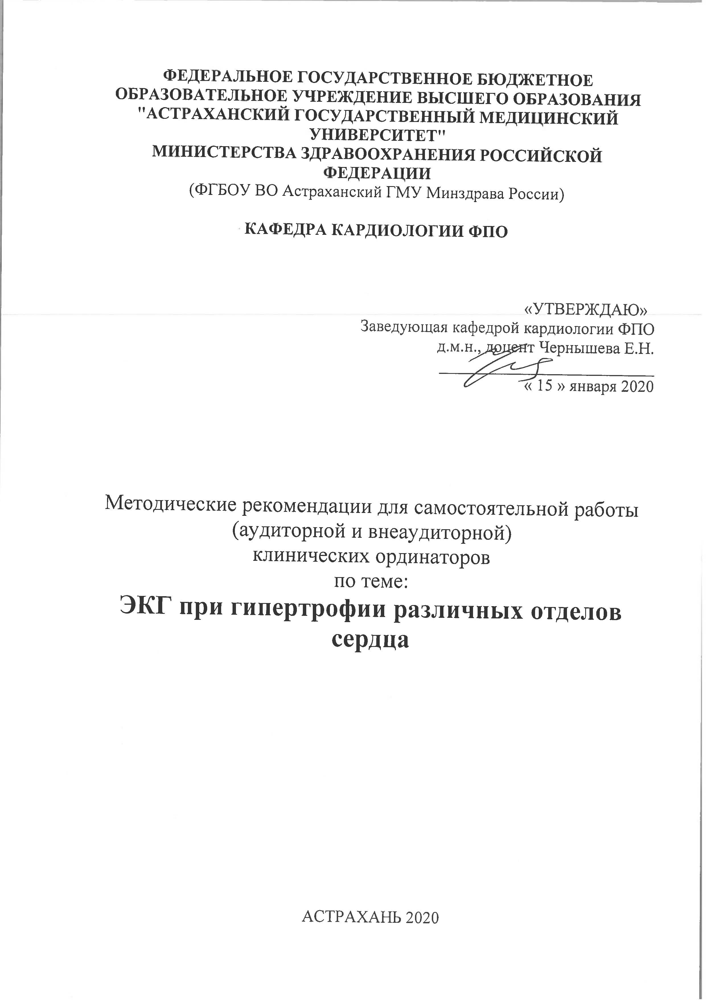 ФЕДЕРАЛЬНОЕ ГОСУДАРСТВЕННОЕ БЮДЖЕТНОЕ
ОБРАЗОВАТЕЛЬНОЕ УЧРЕЖДЕНИЕ ВЫСШЕГО ОБРАЗОВАНИЯ
"АСТРАХАНСКИЙ ГОСУДАРСТВЕННЫЙ МЕДИЦИНСКИЙ
УНИВЕРСИТЕТ"
МИНИСТЕРСТВА ЗДРАВООХРАНЕНИЯ РОССИЙСКОЙ
ФЕДЕРАЦИИ
(ФГБОУ ВО Астраханский ГМУ Минздрава России)
КАФЕДРА КАРДИОЛОГИИ ФПО
«УТВЕРЖДАЮ»
Заведующая кафедрой кардиологии ФПО
д.м.н., доцент Чернышева Е.Н.
« 15 » января 2020
Методические рекомендации для самостоятельной работы
(аудиторной и внеаудиторной)
клинических ординаторов
по теме:
ЭКГ при гипертрофии различных отделов
сердца
АСТРАХАНЬ 2020